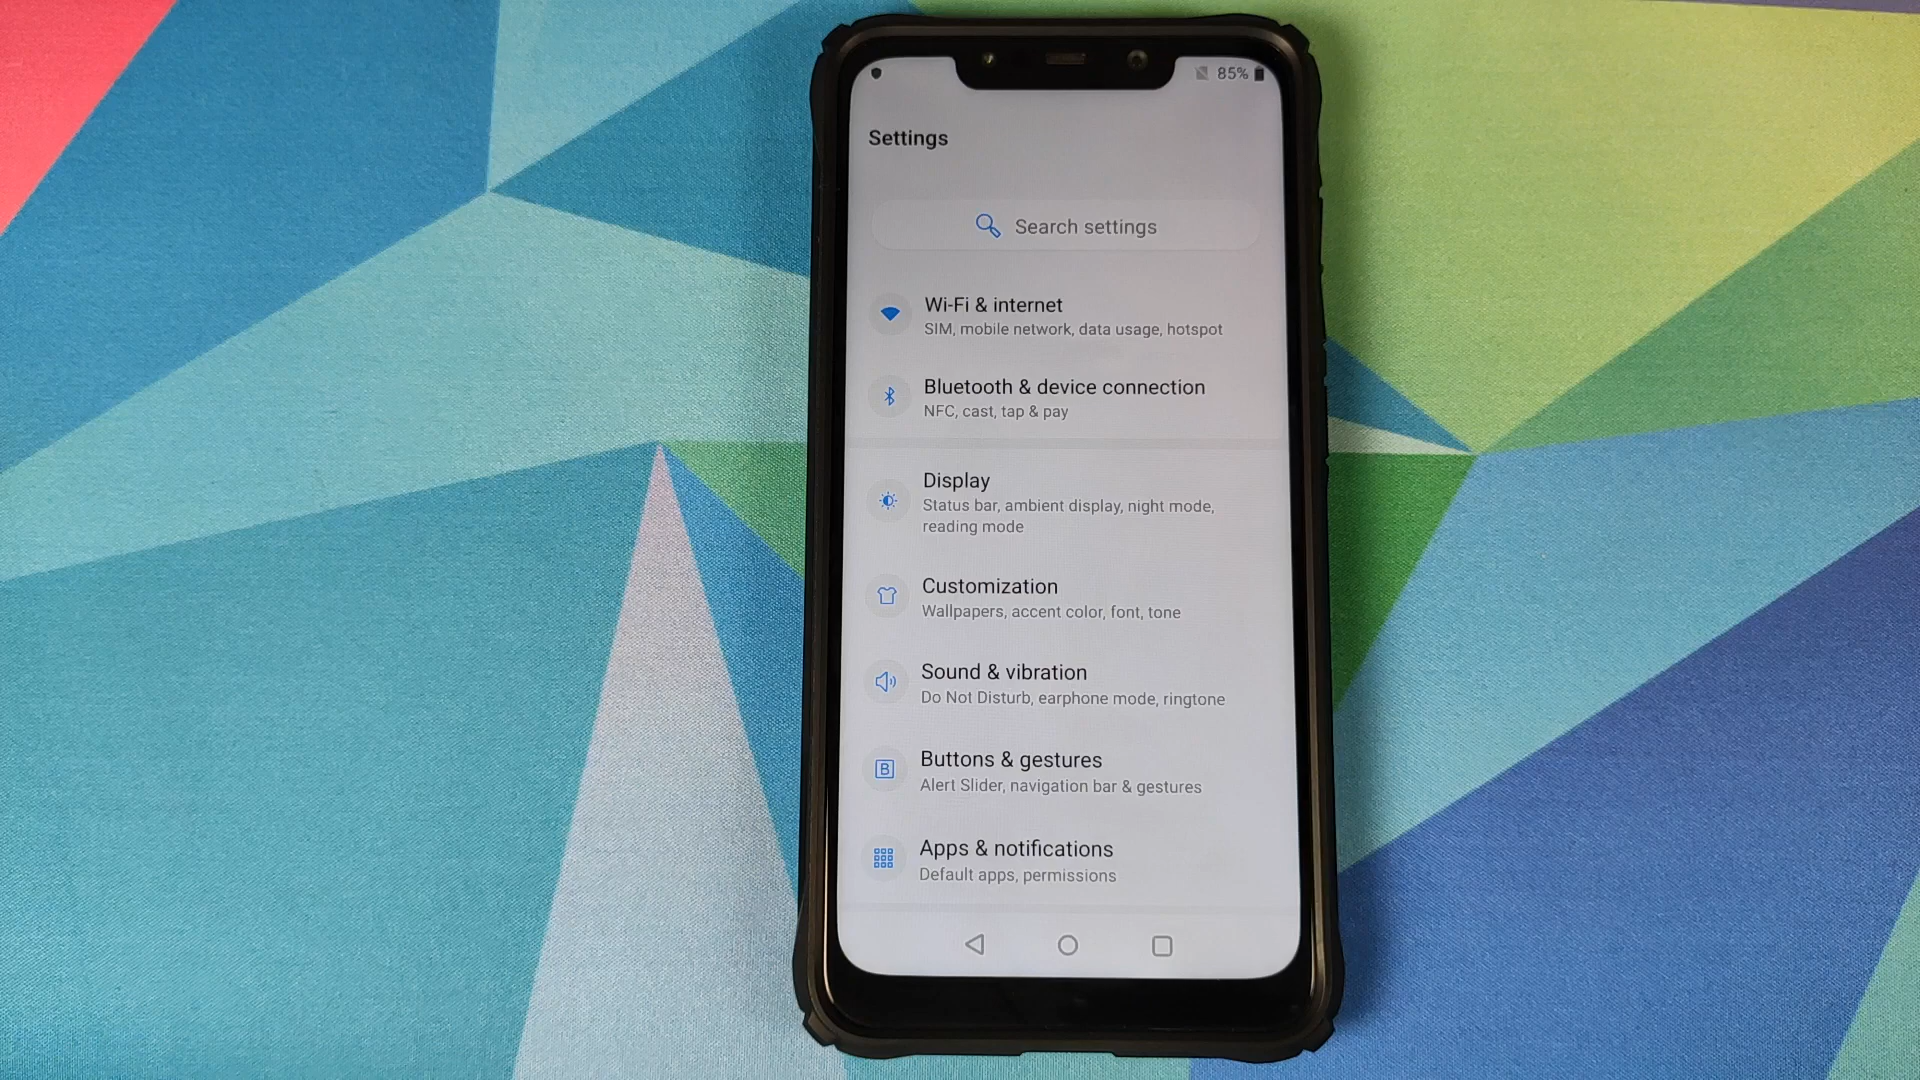 85%
Settings
Search settings
Wi-Fi & internet
SIM, mobile network, data usage, hotspot
Bluetooth & device connection
NFC, cast, tap & pay
Display
Status bar, ambient display, night mode,
reading mode
Customization
Wallpapers, accent color, font, tone
Sound & vibration
Do Not Disturb, earphone mode, ringtone
B
Buttons & gestures
Alert Slider, navigation bar & gestures
Apps & notifications
Default apps, permissions